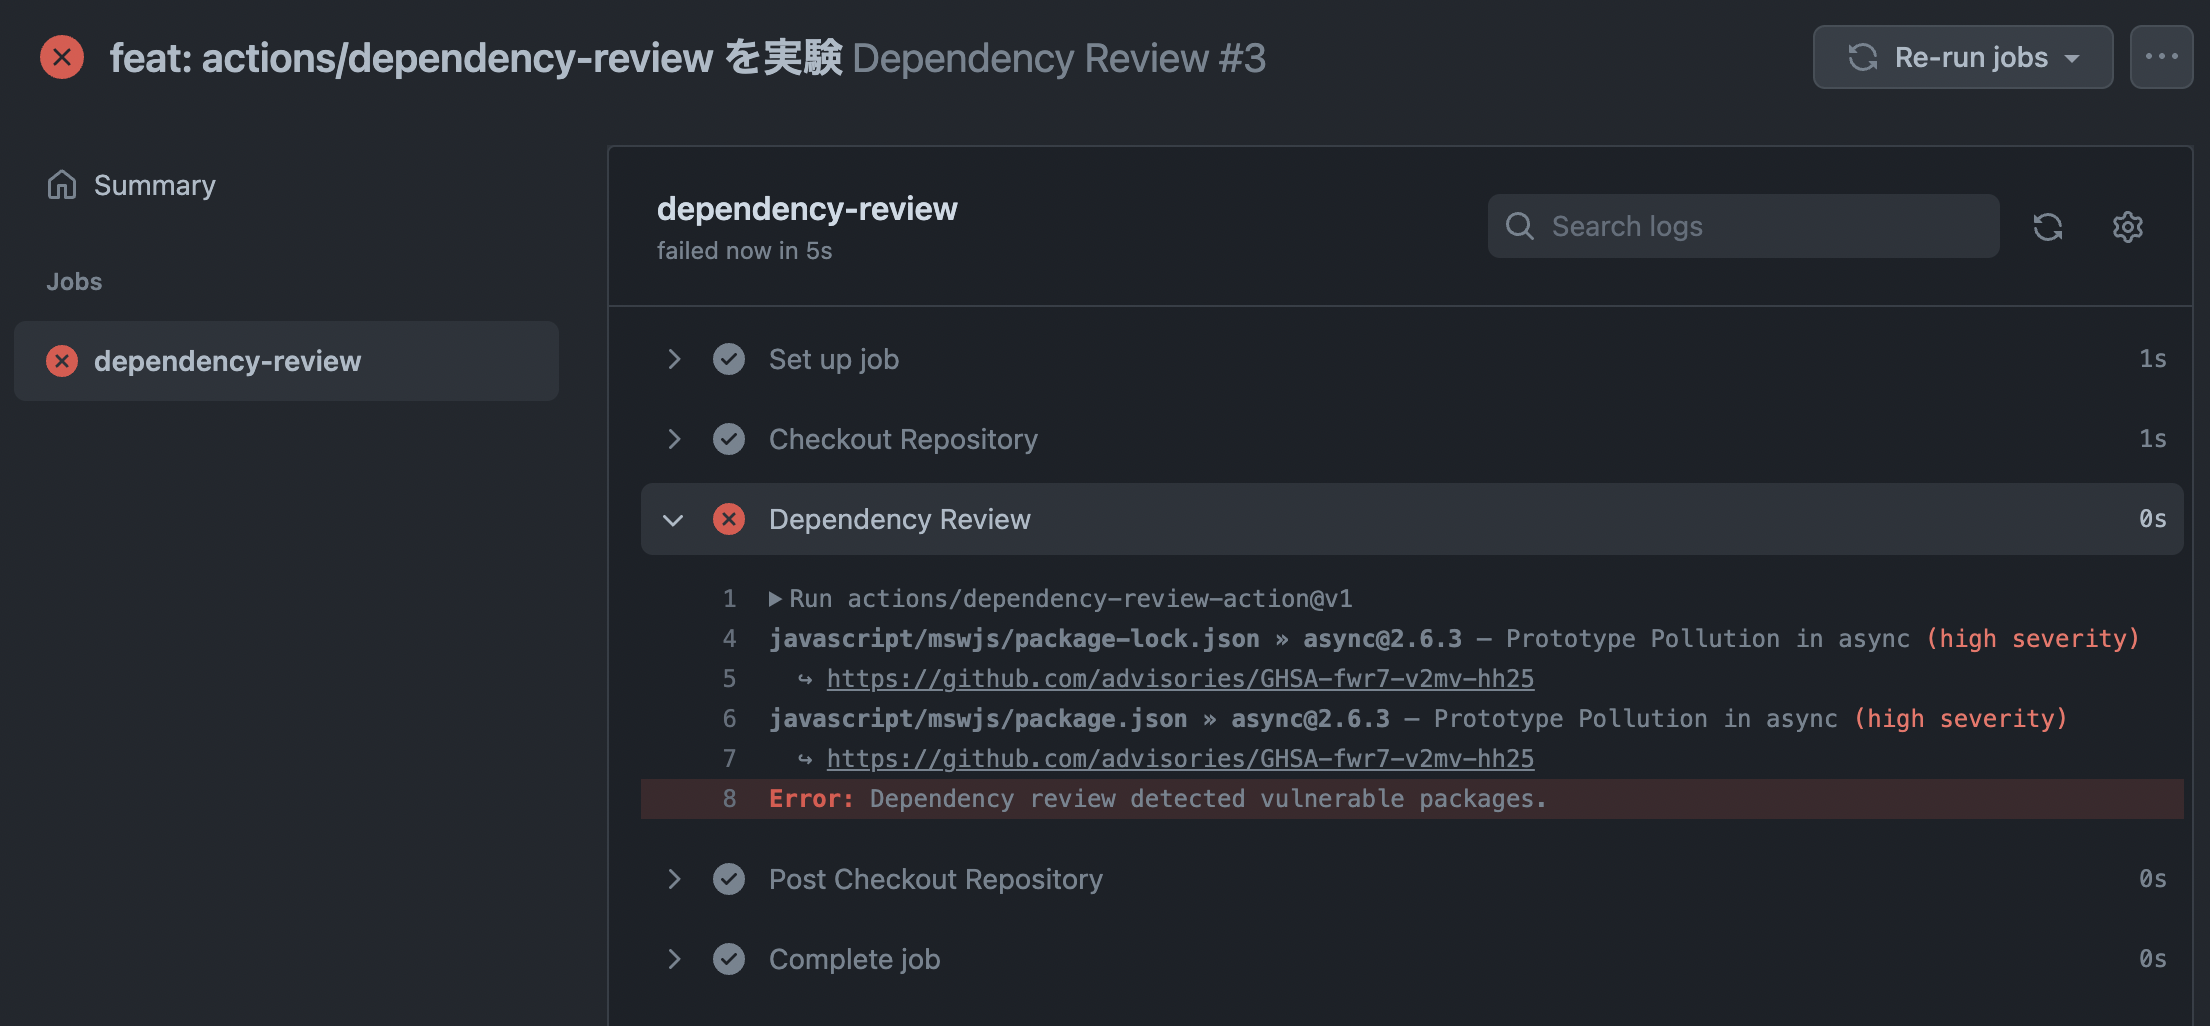 feat: actions/dependency-review を実験 Dependency Review #3
Re-run jobs
Summary
Jobs
dependency-review
dependency-review
failed now in 5s
Search logs
Set up job 1s
Checkout Repository 1s
Dependency Review 0s
1 Run actions/dependency-review-action@v1
4 javascript/mswjs/package-lock.json » async@2.6.3 – Prototype Pollution in async (high severity)
5 ↪ https://github.com/advisories/GHSA-fwr7-v2mv-hh25
6 javascript/mswjs/package.json » async@2.6.3 – Prototype Pollution in async (high severity)
7 ↪ https://github.com/advisories/GHSA-fwr7-v2mv-hh25
8 Error: Dependency review detected vulnerable packages.
Post Checkout Repository 0s
Complete job 0s